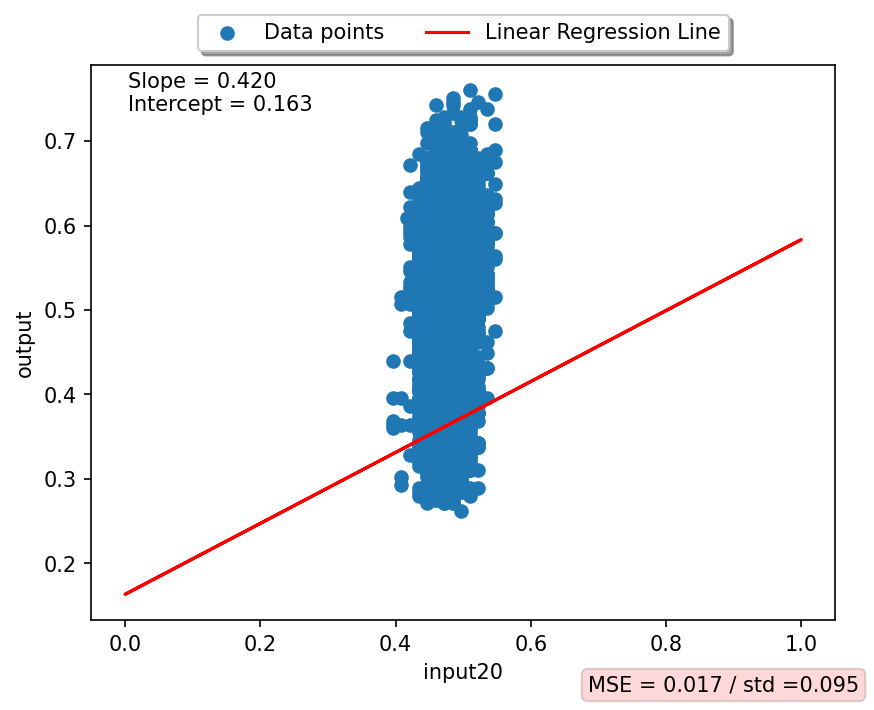 Data points
Linear Regression Line
Slope = 0.420
Intercept = 0.163
output
0.7
0.6
0.5
0.4
0.3
0.2
0.0
0.2
0.4
0.6
0.8
1.0
input20
MSE = 0.017 / std =0.095